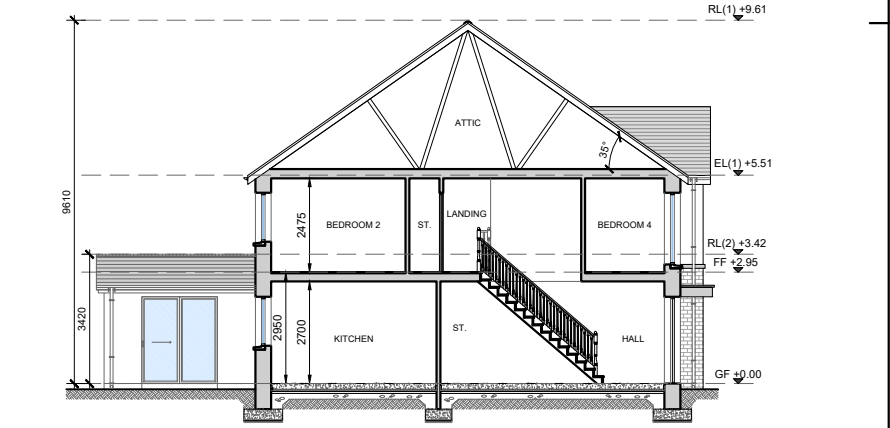 RL(1) +9.61
ATTIC
35°
EL(1) +5.51
9610
2475
BEDROOM 2
ST.
LANDING
BEDROOM 4
RL(2) +3.42
FF +2.95
3420
2950
2700
KITCHEN
ST.
HALL
GF +0.00